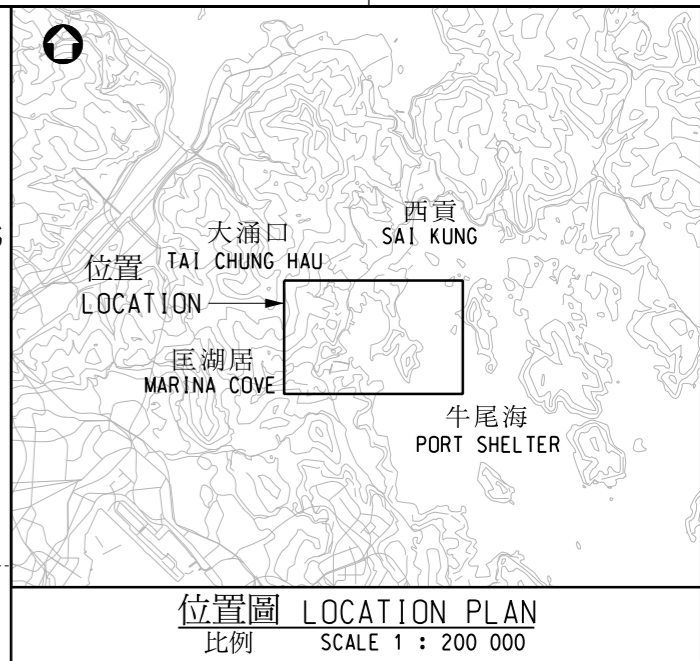 西貢
SAI KUNG
大涌口
TAI CHUNG HAU
位置
LOCATION
匡湖居
MARINA COVE
牛尾海
PORT SHELTER
位置圖 LOCATION PLAN
比例 SCALE 1 : 200 000